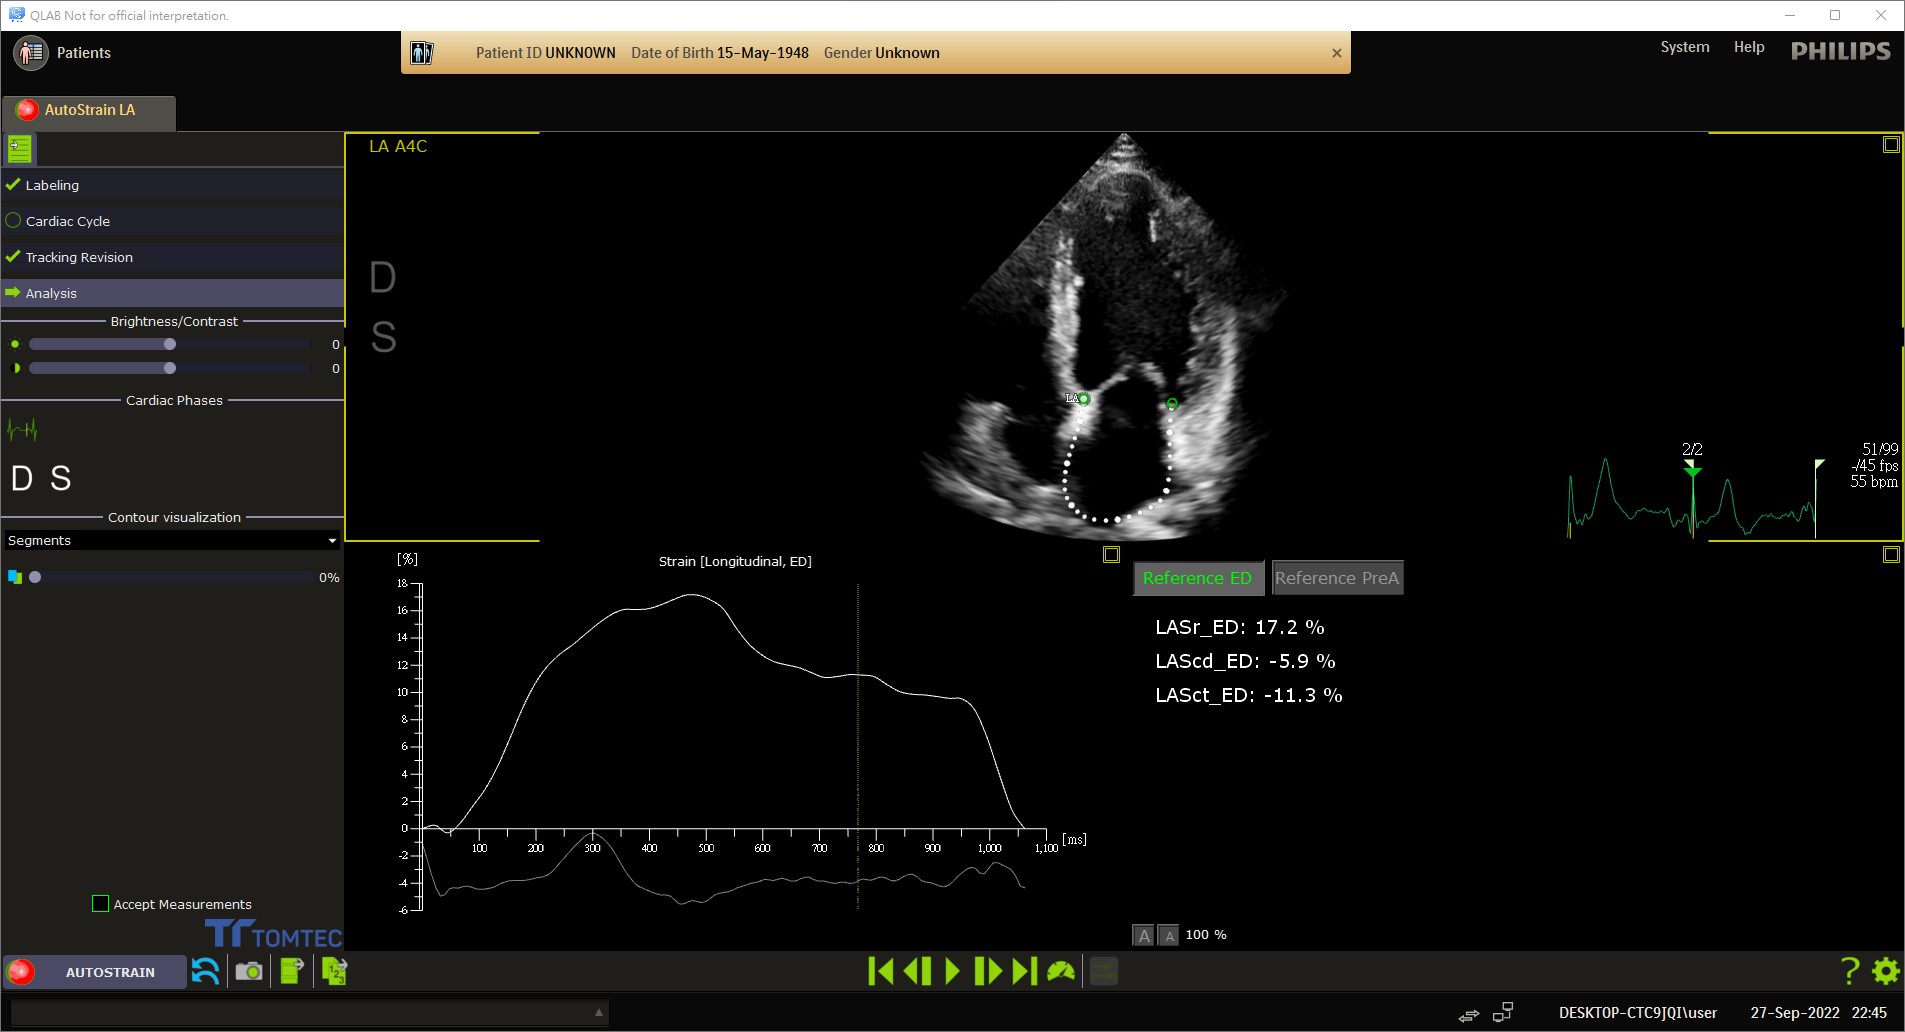 QLAB Not for official interpretation.
Patients
Patient ID UNKNOWN Date of Birth 15-May-1948 Gender Unknown
System Help PHILIPS
AutoStrain LA
Labeling
Cardiac Cycle
Tracking Revision
Analysis
Brightness/Contrast
0
0
Cardiac Phases
D S
Contour visualization
Segments
0%
Accept Measurements
TOMTEC
LA A4C
D
S
LA
2/2
51/99
-/45 fps
55 bpm
[%]
Strain [Longitudinal, ED]
18
16
14
12
10
8
6
4
2
0
-2
-4
-6
100 200 300 400 500 600 700 800 900 1,000 1,100 [ms]
Reference ED Reference PreA
LASr_ED: 17.2 %
LAScd_ED: -5.9 %
LASct_ED: -11.3 %
A A 100 %
AUTOSTRAIN
DESKTOP-CTC9JQI\user 27-Sep-2022 22:45